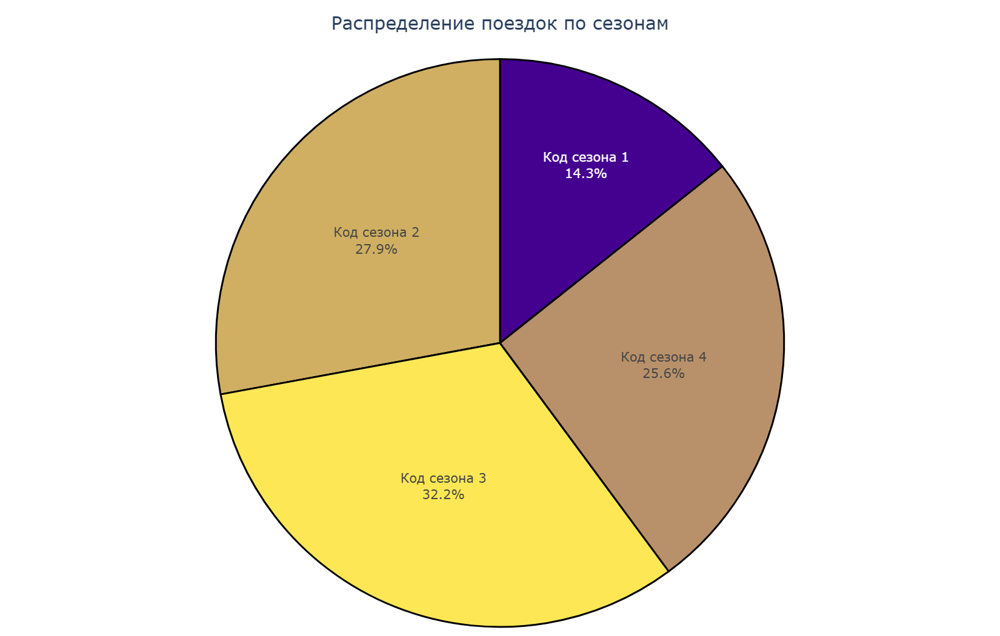 Распределение поездок по сезонам
Код сезона 1
14.3%
Код сезона 2
27.9%
Код сезона 4
25.6%
Код сезона 3
32.2%